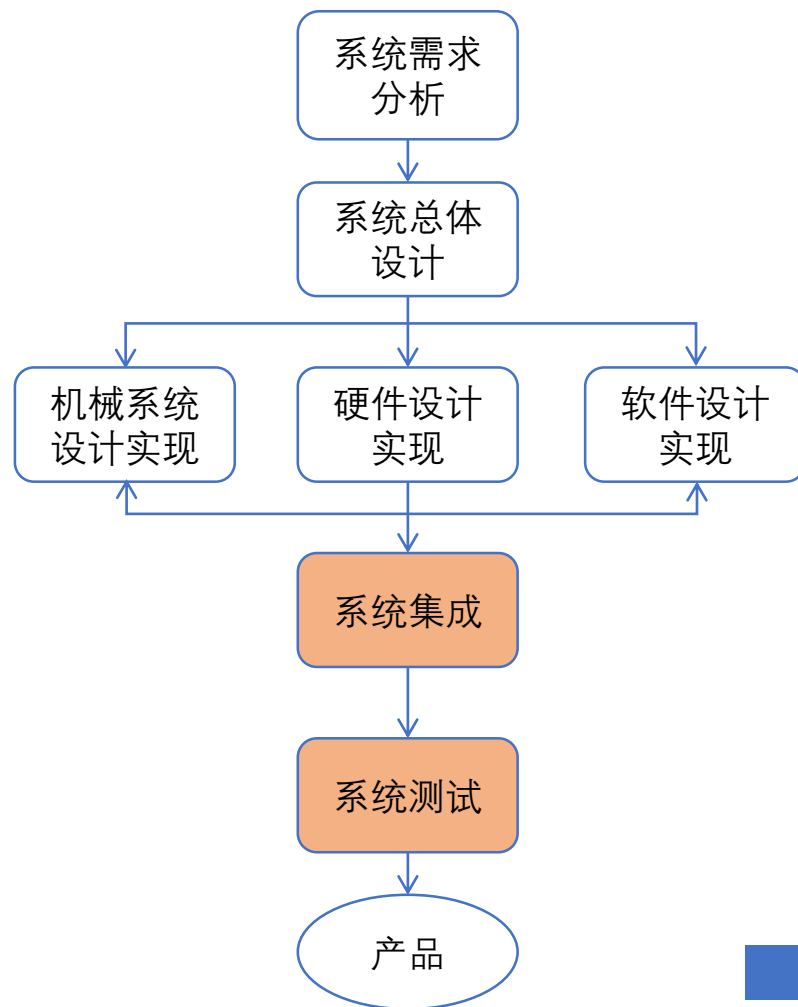 系统需求
分析
系统总体
设计
机械系统
设计实现
硬件设计
实现
软件设计
实现
系统集成
系统测试
产品